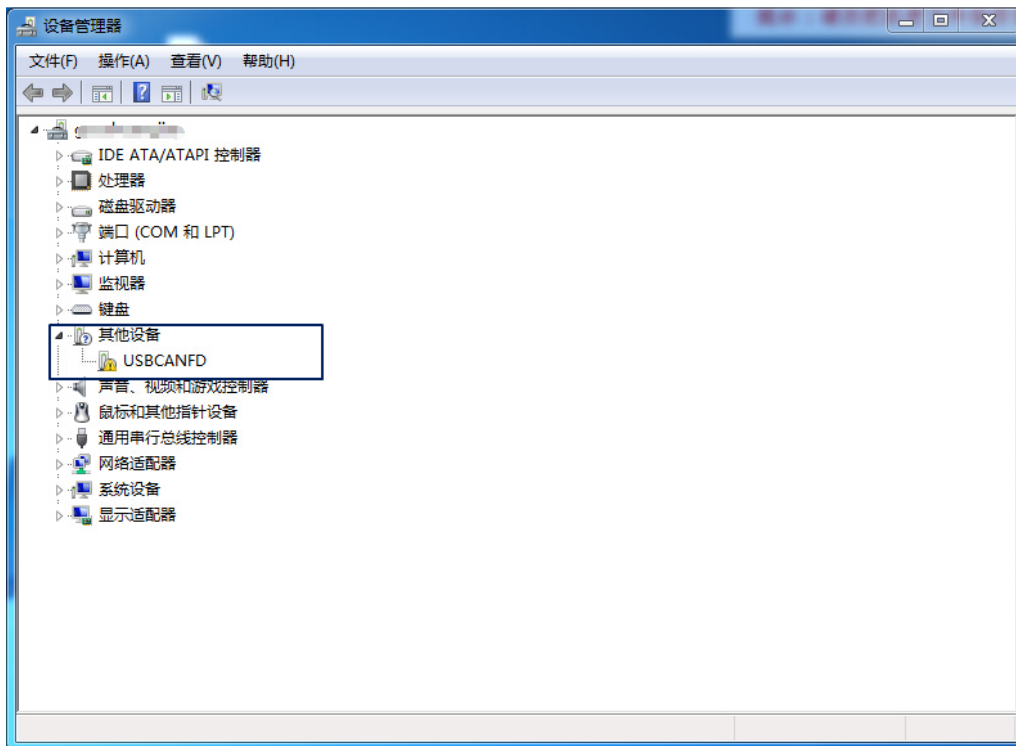 设备管理器
文件(F) 操作(A) 查看(V) 帮助(H)
IDE ATA/ATAPI 控制器
处理器
磁盘驱动器
端口 (COM 和 LPT)
计算机
监视器
键盘
其他设备
USBCANFD
声音、视频和游戏控制器
鼠标和其他指针设备
通用串行总线控制器
网络适配器
系统设备
显示适配器